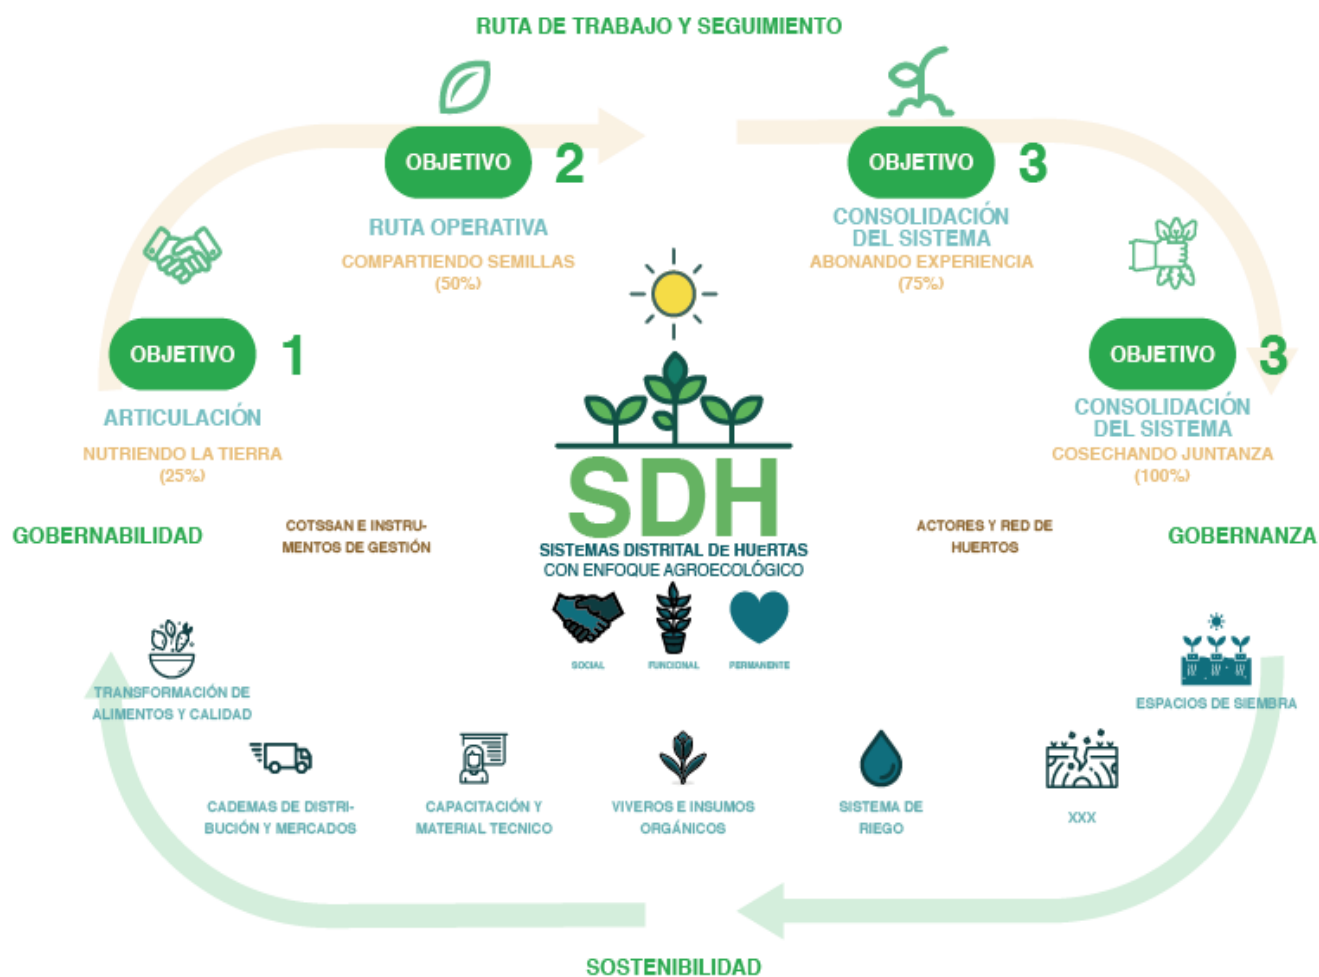 RUTA DE TRABAJO Y SEGUIMIENTO
OBJETIVO 2
RUTA OPERATIVA
COMPARTIENDO SEMILLAS
(50%)
OBJETIVO 3
CONSOLIDACIÓN
DEL SISTEMA
ABONANDO EXPERIENCIA
(75%)
OBJETIVO 1
ARTICULACIÓN
NUTRIENDO LA TIERRA
(25%)
OBJETIVO 3
CONSOLIDACIÓN
DEL SISTEMA
COSECHANDO JUNTANZA
(100%)
GOBERNABILIDAD
COTSSAN E INSTRU-
MENTOS DE GESTIÓN
SDH
SISTEMAS DISTRITAL DE HUERTAS
CON ENFOQUE AGROECOLÓGICO
SOCIAL
FUNCIONAL
PERMANENTE
ACTORES Y RED DE
HUERTOS
GOBERNANZA
TRANSFORMACIÓN DE
ALIMENTOS Y CALIDAD
CADEMAS DE DISTRI-
BUCIÓN Y MERCADOS
CAPACITACIÓN Y
MATERIAL TECNICO
VIVEROS E INSUMOS
ORGÁNICOS
SISTEMA DE
RIEGO
XXX
ESPACIOS DE SIEMBRA
SOSTENIBILIDAD